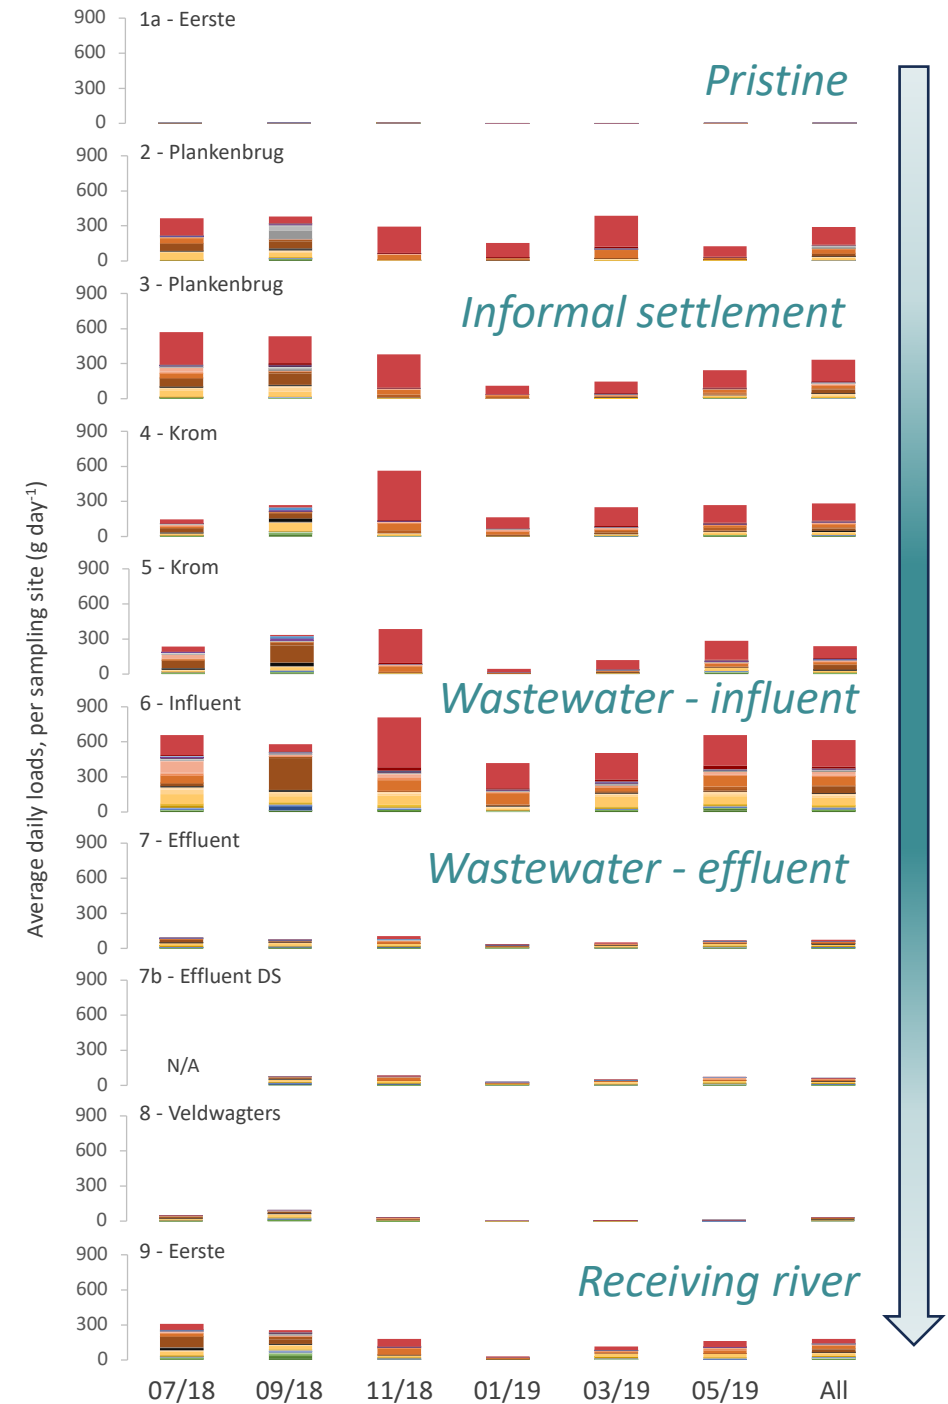 Average daily loads, per sampling site (g day-1)
900
600
300
0
1a - Eerste
Pristine
900
600
300
0
2 - Plankenbrug
900
600
300
0
3 - Plankenbrug
Informal settlement
900
600
300
0
4 - Krom
900
600
300
0
5 - Krom
Wastewater - influent
900
600
300
0
6 - Influent
900
600
300
0
7 - Effluent
Wastewater - effluent
900
600
300
0
7b - Effluent DS
N/A
900
600
300
0
8 - Veldwagters
900
600
300
0
9 - Eerste
Receiving river
07/18 09/18 11/18 01/19 03/19 05/19 All